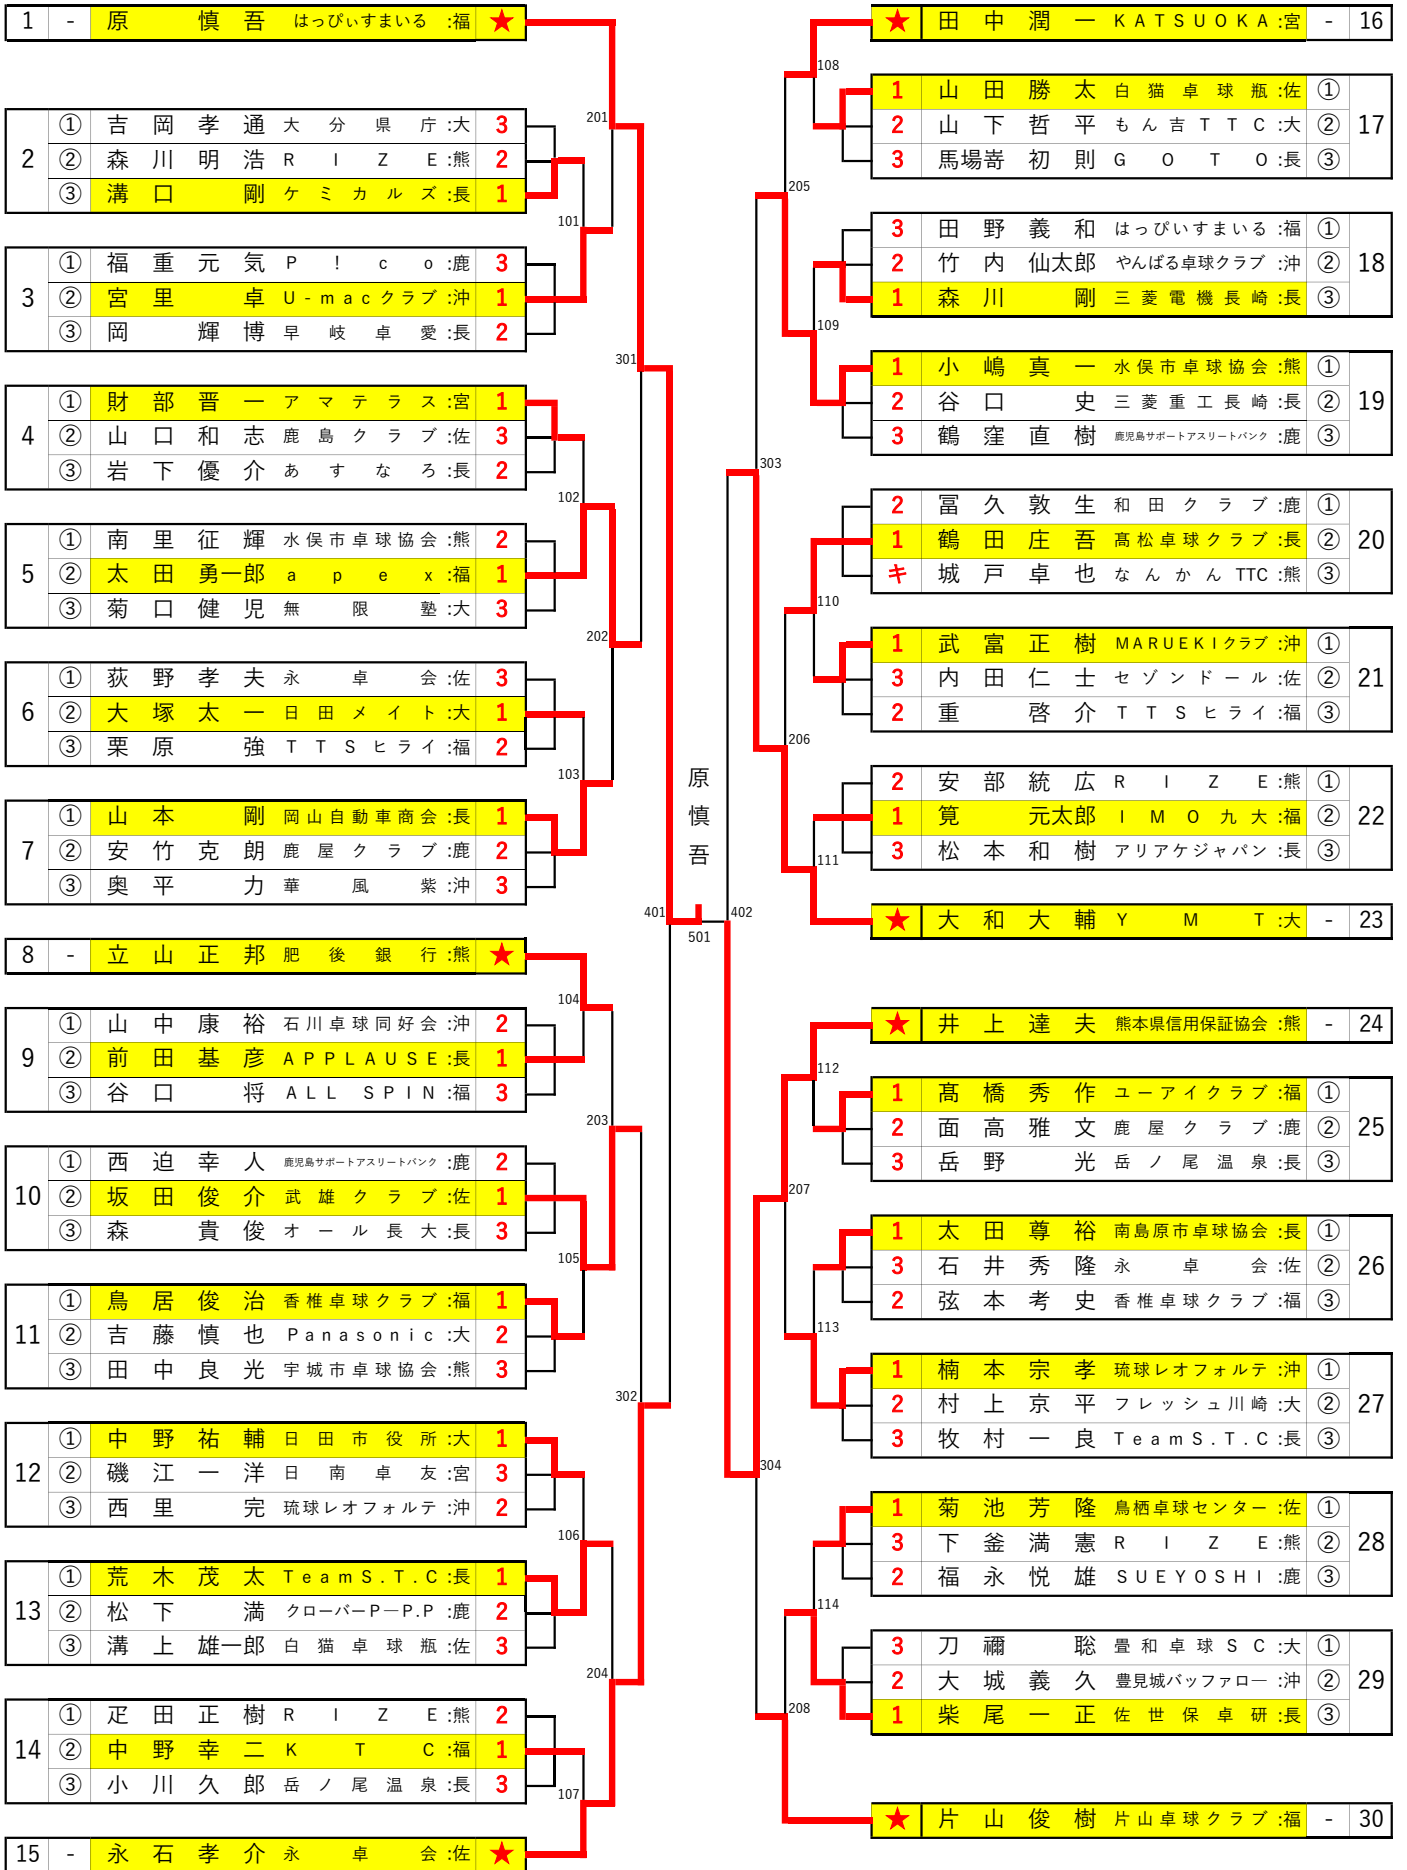 1 - 原 慎吾 はっぴぃすまいる :福 ★
2 ① 吉岡孝通 大分県庁 :大 3
② 森川明浩 RIZE :熊 2
③ 溝口 剛 ケミカルズ :長 1
3 ① 福重元気 P!co :鹿 3
② 宮里 卓 U-macクラブ :沖 1
③ 岡 輝博 早岐卓愛 :長 2
4 ① 財部晋一 アマテラス :宮 1
② 山口和志 鹿島クラブ :佐 3
③ 岩下優介 あすなろ :長 2
5 ① 南里征輝 水俣市卓球協会 :熊 2
② 太田勇一郎 apex :福 1
③ 菊口健児 無限塾 :大 3
6 ① 荻野孝夫 永卓会 :佐 3
② 大塚太一 日田メイト :大 1
③ 栗原 強 TTSヒライ :福 2
7 ① 山本 剛 岡山自動車商会 :長 1
② 安竹克朗 鹿屋クラブ :鹿 2
③ 奥平 力 華風紫 :沖 3
8 - 立山正邦 肥後銀行 :熊 ★
9 ① 山中康裕 石川卓球同好会 :沖 2
② 前田基彦 APPLAUSE :長 1
③ 谷口 将 ALL SPIN :福 3
10 ① 西迫幸人 鹿児島サポートアスリートバンク :鹿 2
② 坂田俊介 武雄クラブ :佐 1
③ 森 貴俊 オール長大 :長 3
11 ① 鳥居俊治 香椎卓球クラブ :福 1
② 吉藤慎也 Panasonic :大 2
③ 田中良光 宇城市卓球協会 :熊 3
12 ① 中野祐輔 日田市役所 :大 1
② 磯江一洋 日南卓友 :宮 3
③ 西里 完 琉球レオフォルテ :沖 2
13 ① 荒木茂太 TeamS.T.C :長 1
② 松下 満 クローバーP―P.P :鹿 2
③ 溝上雄一郎 白猫卓球瓶 :佐 3
14 ① 疋田正樹 RIZE :熊 2
② 中野幸二 KTC :福 1
③ 小川久郎 岳ノ尾温泉 :長 3
15 - 永石孝介 永卓会 :佐 ★
101
102
103
104
105
106
107
201
202
203
204
301
302
401
原慎吾
501
402
303
304
205
206
207
208
108
109
110
111
112
113
114
★ 田中潤一 KATSUOKA :宮 - 16
1 山田勝太 白猫卓球瓶 :佐 ① 17
2 山下哲平 もん吉TTC :大 ②
3 馬場嵜初則 GOTO :長 ③
3 田野義和 はっぴいすまいる :福 ① 18
2 竹内仙太郎 やんばる卓球クラブ :沖 ②
1 森川 剛 三菱電機長崎 :長 ③
1 小嶋真一 水俣市卓球協会 :熊 ① 19
2 谷口 史 三菱重工長崎 :長 ②
3 鶴窪直樹 鹿児島サポートアスリートバンク :鹿 ③
2 冨久敦生 和田クラブ :鹿 ① 20
1 鶴田庄吾 髙松卓球クラブ :長 ②
キ 城戸卓也 なんかんTTC :熊 ③
1 武富正樹 MARUEKIクラブ :沖 ① 21
3 内田仁士 セゾンドール :佐 ②
2 重 啓介 TTSヒライ :福 ③
2 安部統広 RIZE :熊 ① 22
1 筧 元太郎 IMO九大 :福 ②
3 松本和樹 アリアケジャパン :長 ③
★ 大和大輔 YMT :大 - 23
★ 井上達夫 熊本県信用保証協会 :熊 - 24
1 髙橋秀作 ユーアイクラブ :福 ① 25
2 面高雅文 鹿屋クラブ :鹿 ②
3 岳野 光 岳ノ尾温泉 :長 ③
1 太田尊裕 南島原市卓球協会 :長 ① 26
3 石井秀隆 永卓会 :佐 ②
2 弦本考史 香椎卓球クラブ :福 ③
1 楠本宗孝 琉球レオフォルテ :沖 ① 27
2 村上京平 フレッシュ川崎 :大 ②
3 牧村一良 TeamS.T.C :長 ③
1 菊池芳隆 鳥栖卓球センター :佐 ① 28
3 下釜満憲 RIZE :熊 ②
2 福永悦雄 SUEYOSHI :鹿 ③
3 刀禰 聡 畳和卓球SC :大 ① 29
2 大城義久 豊見城バッファロー :沖 ②
1 柴尾一正 佐世保卓研 :長 ③
★ 片山俊樹 片山卓球クラブ :福 - 30